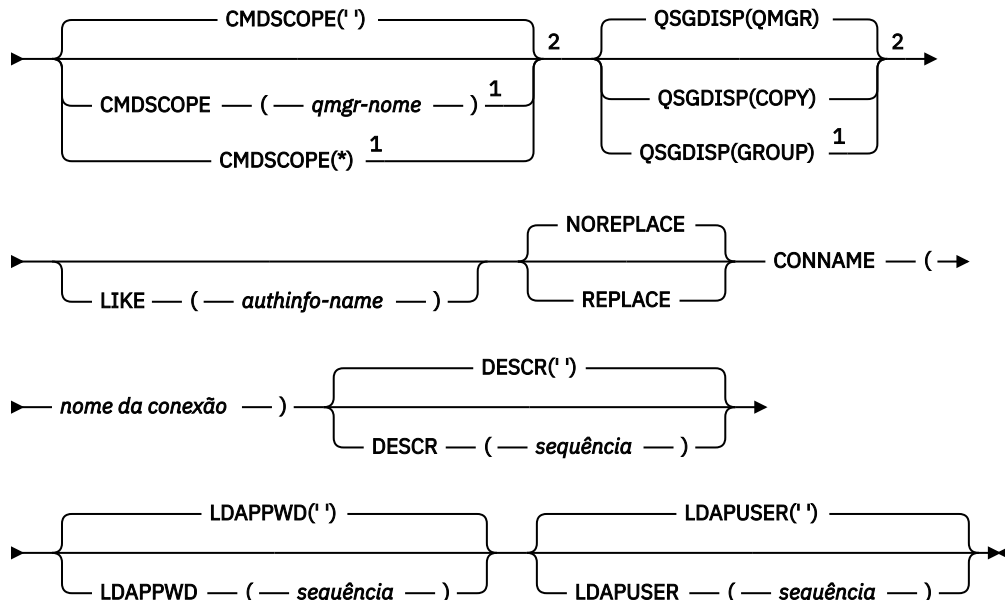 CMDSCOPE(' ') 2 QSGDISP(QMGR) 2
CMDSCOPE ( qmgr-nome ) 1 QSGDISP(COPY)
CMDSCOPE(*) 1 QSGDISP(GROUP) 1
NOREPLACE
CONNAME (
LIKE ( authinfo-name ) REPLACE
DESCR(' ')
nome da conexão )
DESCR ( sequência )
LDAPPWD(' ') LDAPUSER(' ')
LDAPPWD ( sequência ) LDAPUSER ( sequência )